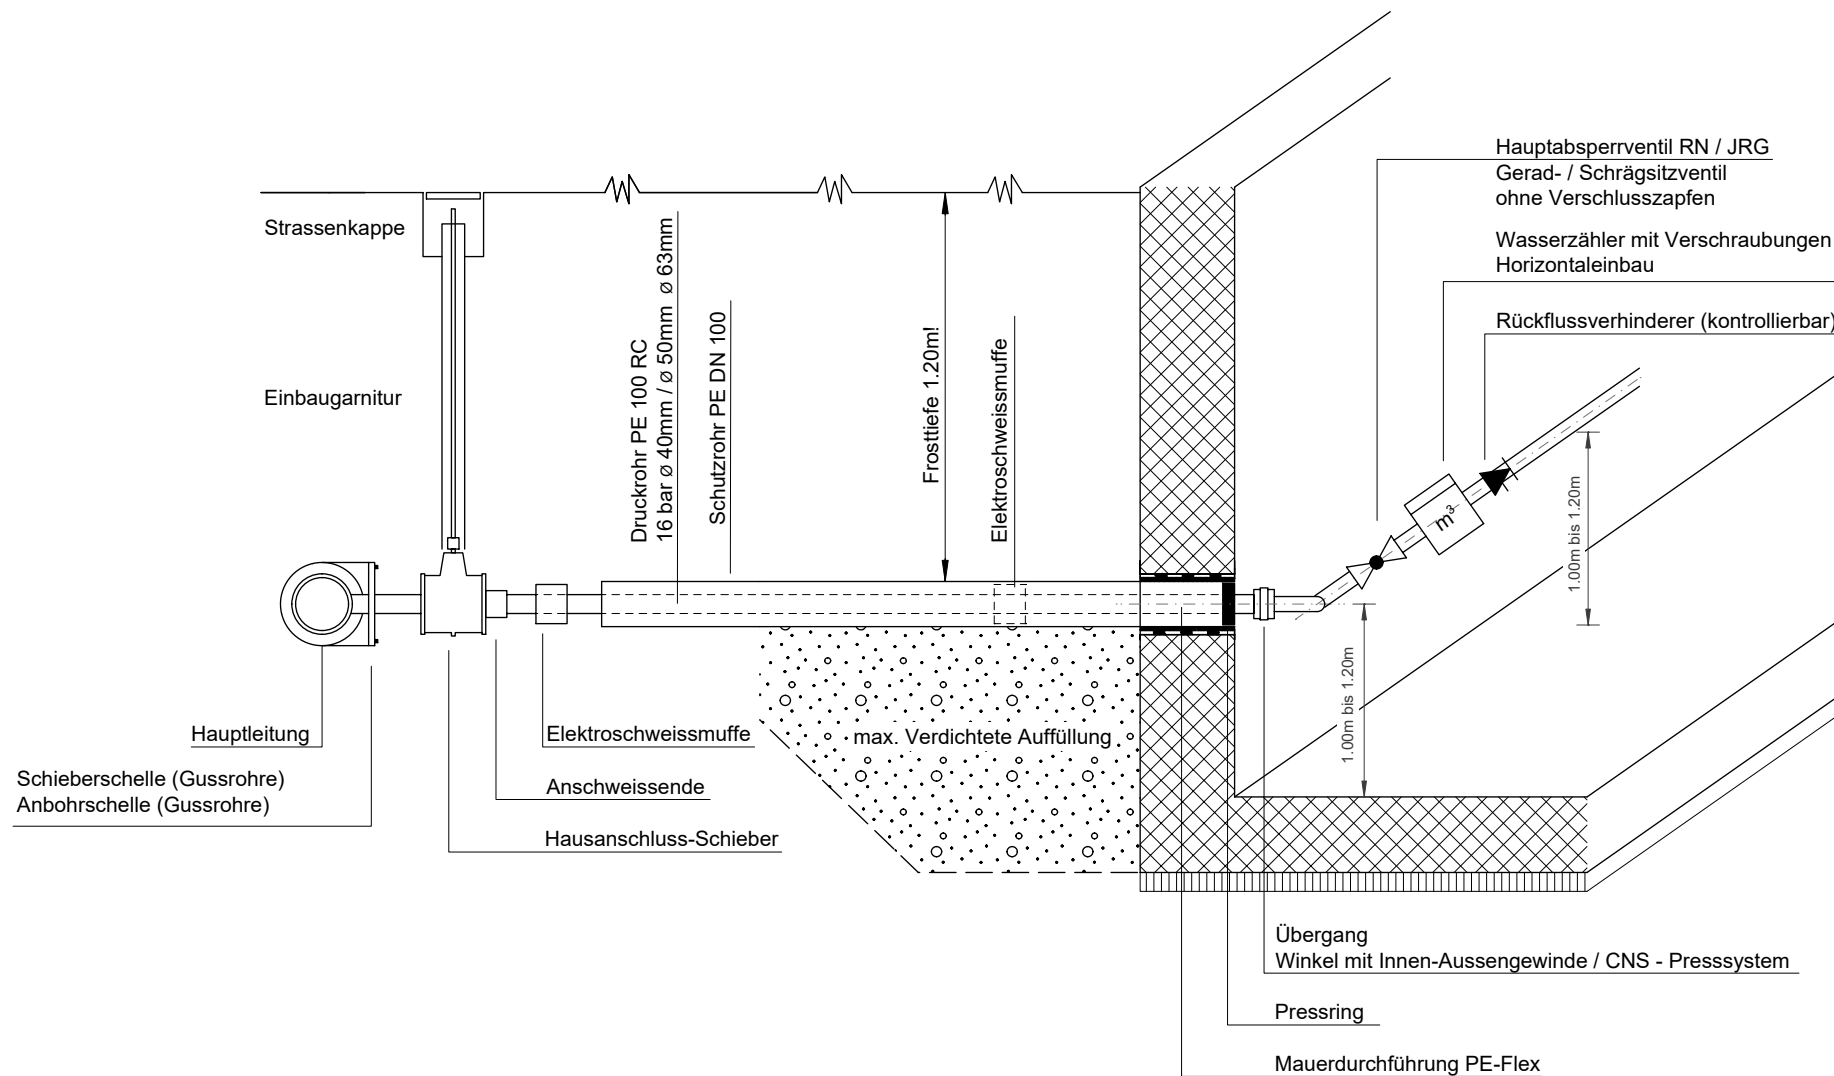 Hauptabsperrventil RN / JRG
Gerad- / Schrägsitzventil
ohne Verschlusszapfen
Wasserzähler mit Verschraubungen
Horizontaleinbau
Rückflussverhinderer (kontrollierbar)
Strassenkappe
Einbaugarnitur
Druckrohr PE 100 RC
16 bar ø 40mm / ø 50mm ø 63mm
Schutzrohr PE DN 100
Frosttiefe 1.20m!
Elektroschweissmuffe
m³
1.00m bis 1.20m
1.00m bis 1.20m
Hauptleitung
Schieberschelle (Gussrohre)
Anbohrschelle (Gussrohre)
Elektroschweissmuffe
Anschweissende
Hausanschluss-Schieber
max. Verdichtete Auffüllung
Übergang
Winkel mit Innen-Aussengewinde / CNS - Presssystem
Pressring
Mauerdurchführung PE-Flex